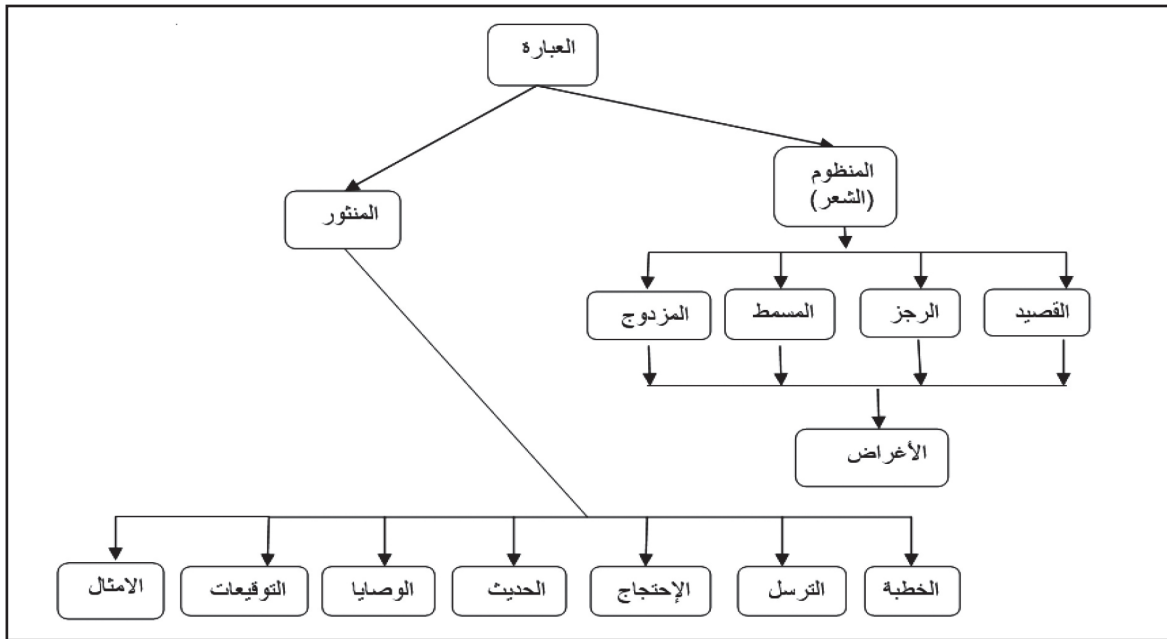 العبارة
المنظوم
(الشعر)
المنثور
القصيد
الرجز
المسمط
المزدوج
الأغراض
الخطبة
الترسل
الإحتجاج
الحديث
الوصايا
التوقيعات
الامثال